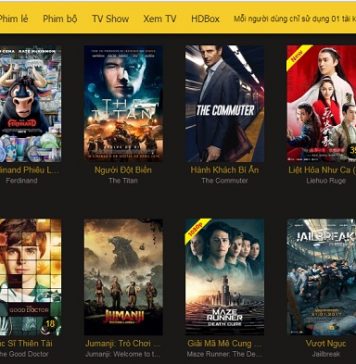 Phim lẻ Phim bộ TV Show Xem TV HDBox Mỗi người dùng chỉ sử dụng 01 tài k
FERDINAND
THE TITAN
THE COMMUTER
35
inand Phiêu L... Người Đột Biến Hành Khách Bí Ẩn Liệt Hỏa Như Ca (
Ferdinand The Titan The Commuter Liehuo Ruge
GOOD DOCTOR
18
JUMANJI
MAZE RUNNER
DEATH CURE
JAILBREAK
c Sĩ Thiên Tài Jumanji: Trò Chơi ... Giải Mã Mê Cung ... Vượt Ngục
The Good Doctor Jumanji: Welcome to t... Maze Runner: The De... Jailbreak